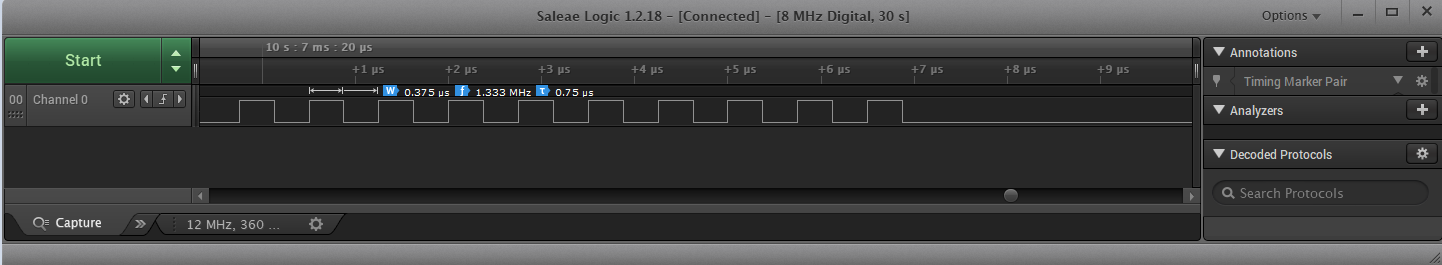 Saleae Logic 1.2.18 - [Connected] - [8 MHz Digital, 30 s]
Options
Start
10 s : 7 ms : 20 µs
+1 µs +2 µs +3 µs +4 µs +5 µs +6 µs +7 µs +8 µs +9 µs
00 Channel 0
W 0.375 µs f 1.333 MHz τ 0.75 µs
Annotations
Timing Marker Pair
Analyzers
Decoded Protocols
Search Protocols
Capture
12 MHz, 360 ...